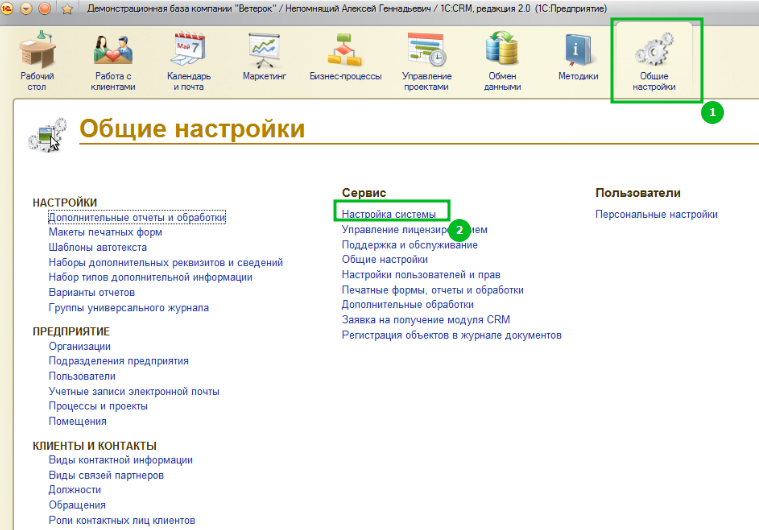 Демонстрационная база компании "Ветерок" / Непомнящий Алексей Геннадьевич / 1С:CRM, редакция 2.0 (1С:Предприятие)
Рабочий
стол
Работа с
клиентами
Май 7
Календарь
и почта
Маркетинг
Бизнес-процессы
Управление
проектами
Обмен
данными
Методики
Общие
настройки
1
Общие настройки
НАСТРОЙКИ
Дополнительные отчеты и обработки
Макеты печатных форм
Шаблоны автотекста
Наборы дополнительных реквизитов и сведений
Набор типов дополнительной информации
Варианты отчетов
Группы универсального журнала
ПРЕДПРИЯТИЕ
Организации
Подразделения предприятия
Пользователи
Учетные записи электронной почты
Процессы и проекты
Помещения
КЛИЕНТЫ И КОНТАКТЫ
Виды контактной информации
Виды связей партнеров
Должности
Обращения
Роли контактных лиц клиентов
Сервис
Настройка системы
2
Управление лицензированием
Поддержка и обслуживание
Общие настройки
Настройки пользователей и прав
Печатные формы, отчеты и обработки
Дополнительные обработки
Заявка на получение модуля CRM
Регистрация объектов в журнале документов
Пользователи
Персональные настройки